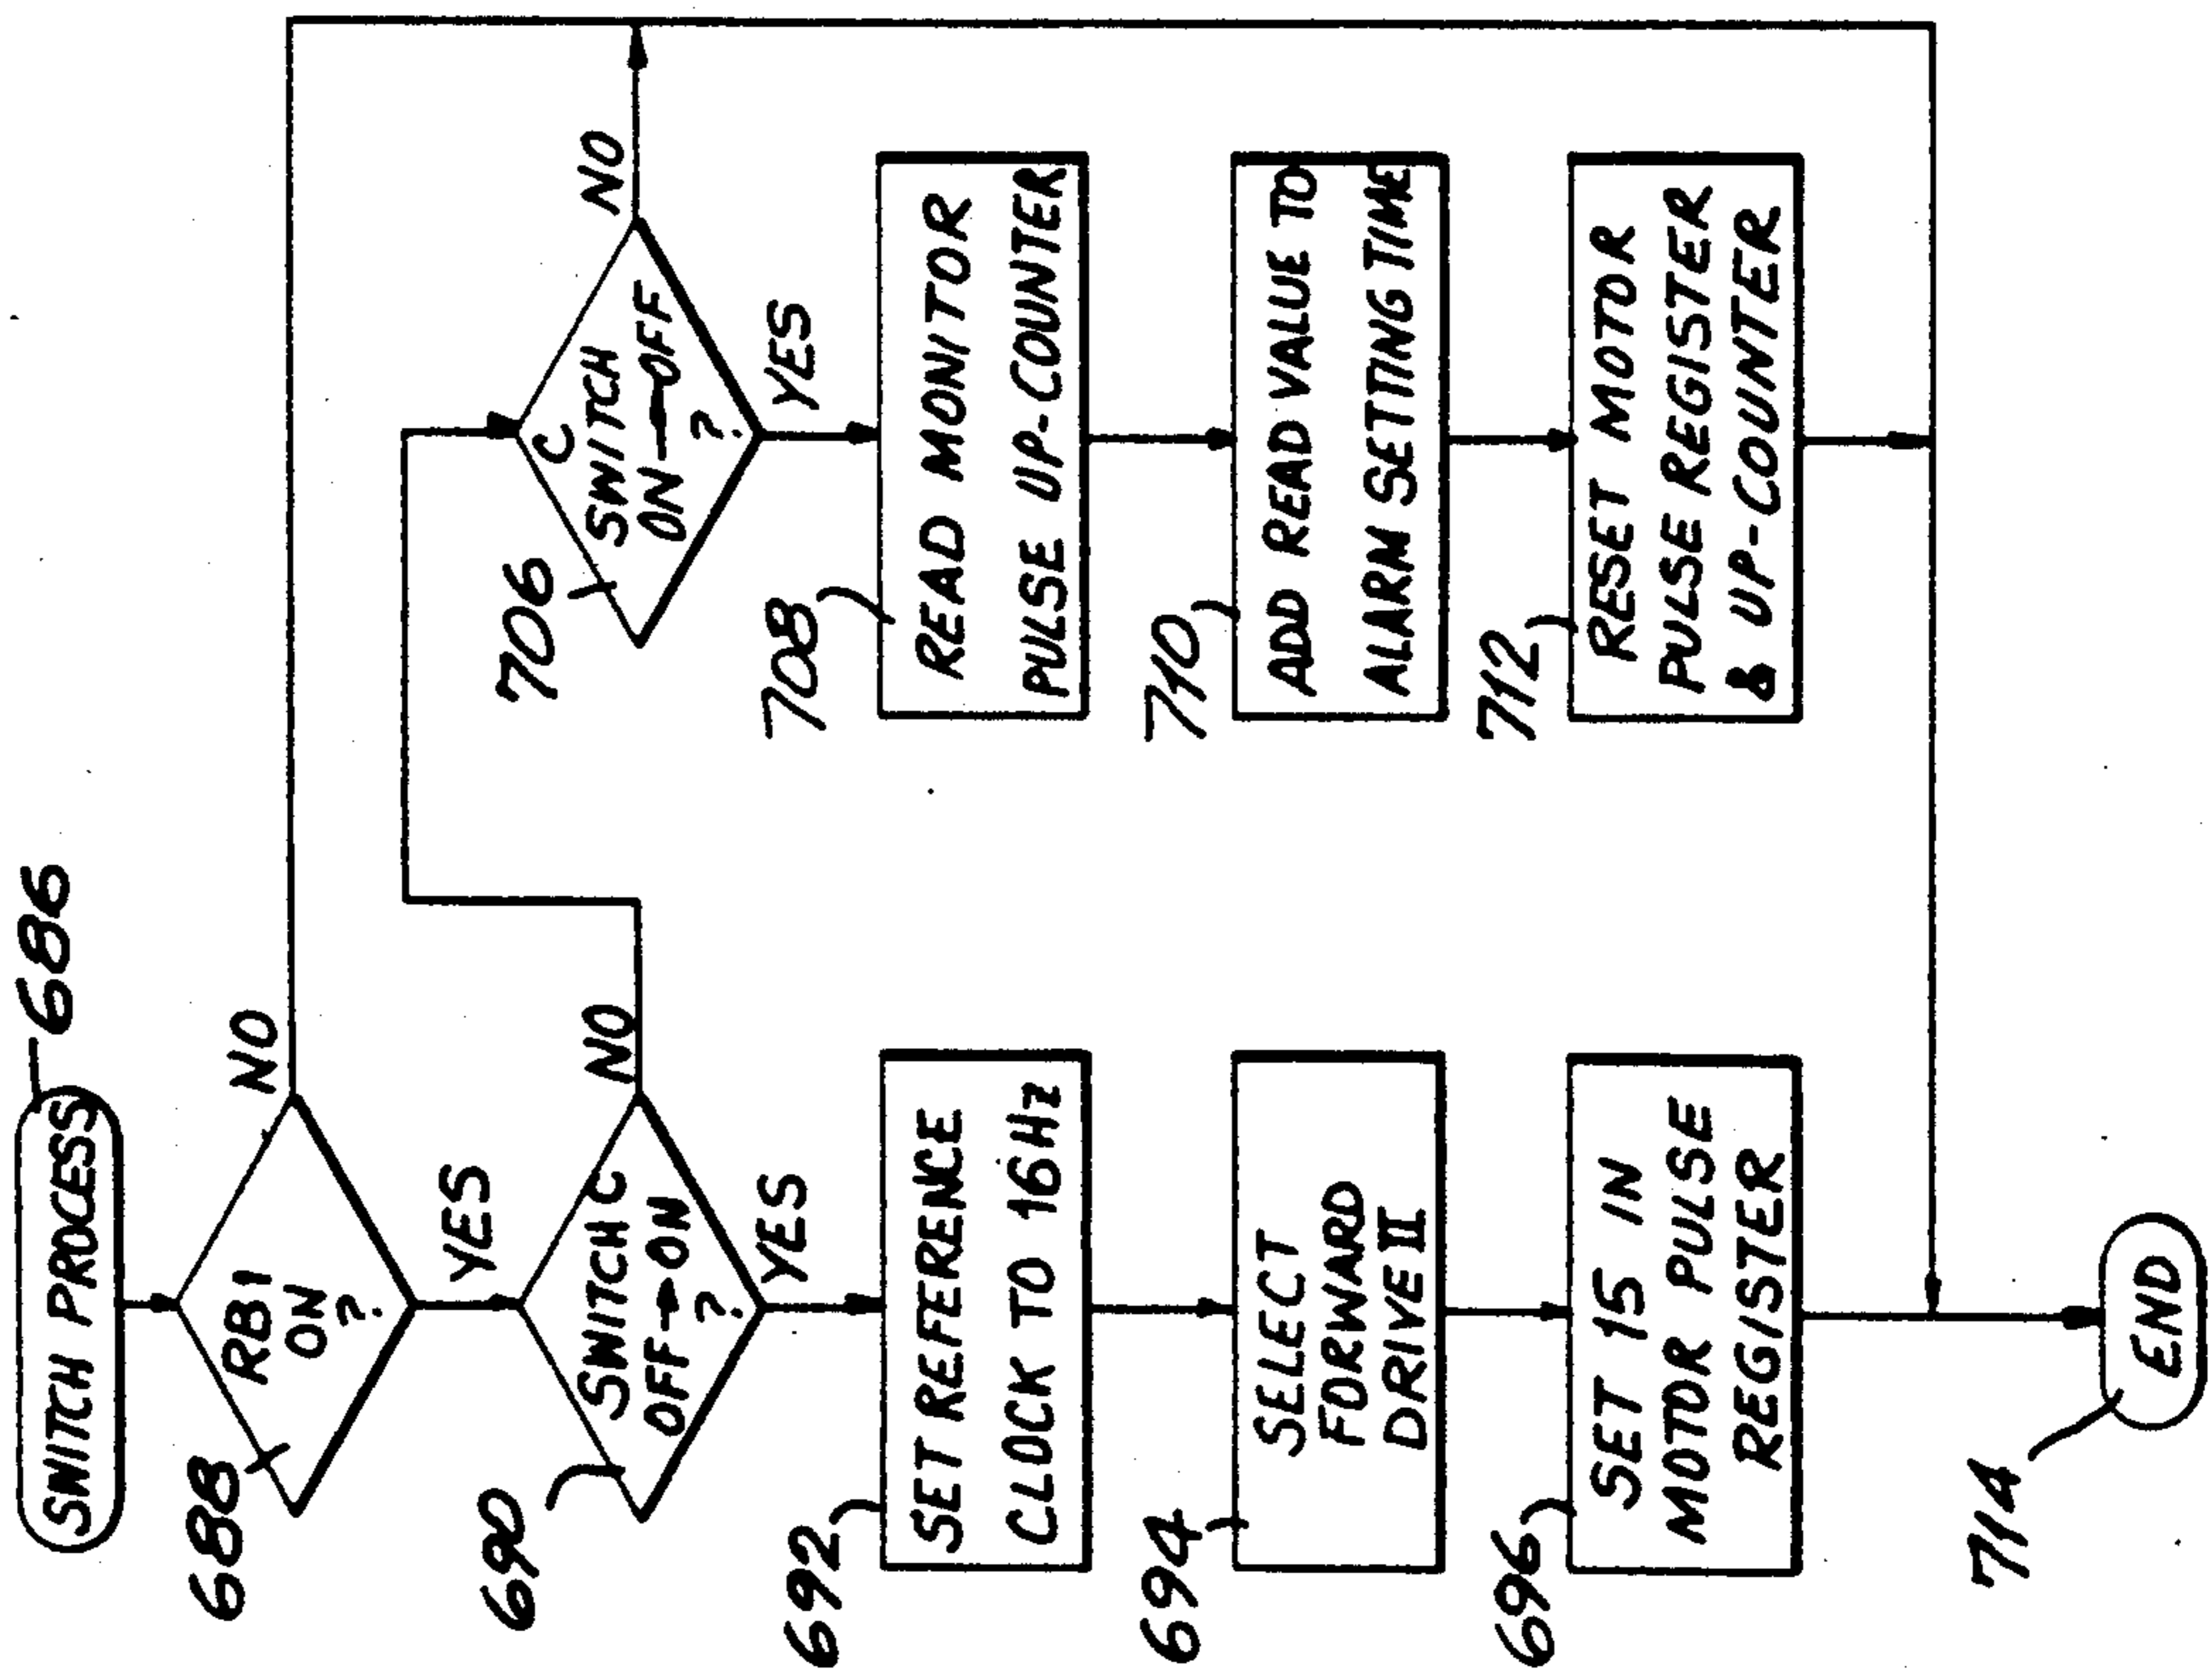 SWITCH PROCESS
686
688
RB1
ON
?
NO
YES
690
SWITCH C
OFF→ON
?
NO
YES
692
SET REFERENCE
CLOCK TO 16Hz
694
SELECT
FORWARD
DRIVE II
696
SET 15 IN
MOTOR PULSE
REGISTER
706
C
SWITCH
ON→OFF
?
NO
YES
708
READ MONITOR
PULSE UP-COUNTER
710
ADD READ VALUE TO
ALARM SETTING TIME
712
RESET MOTOR
PULSE REGISTER
& UP-COUNTER
714
END